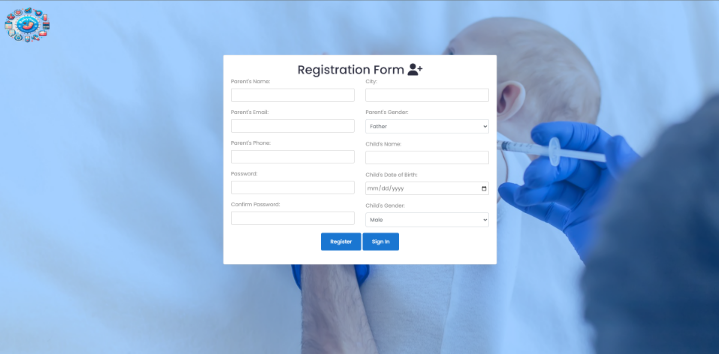 Registration Form
Parent's Name:
City:
Parent's Email:
Parent's Gender:
Father
Parent's Phone:
Child's Name:
Password:
Child's Date of Birth:
mm/dd/yyyy
Confirm Password:
Child's Gender:
Male
Register
Sign In